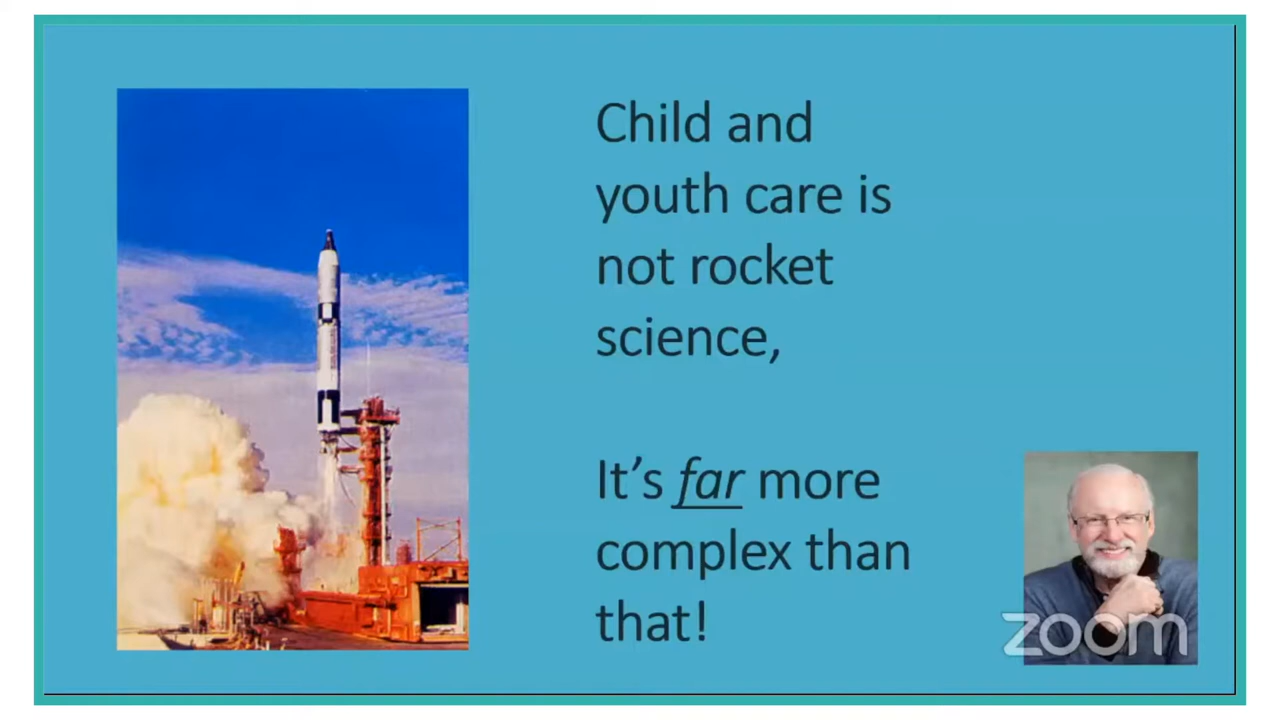 Child and
youth care is
not rocket
science,
It's far more
complex than
that!
zoom